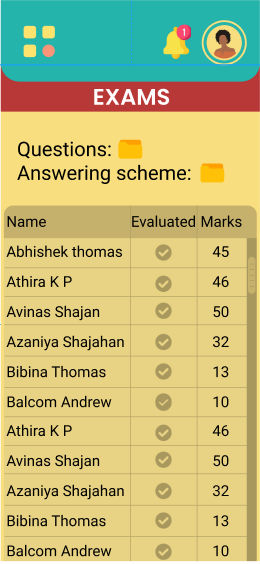 1
EXAMS
Questions:
Answering scheme:
Name Evaluated Marks
Abhishek thomas 45
Athira K P 46
Avinas Shajan 50
Azaniya Shajahan 32
Bibina Thomas 13
Balcom Andrew 10
Athira K P 46
Avinas Shajan 50
Azaniya Shajahan 32
Bibina Thomas 13
Balcom Andrew 10